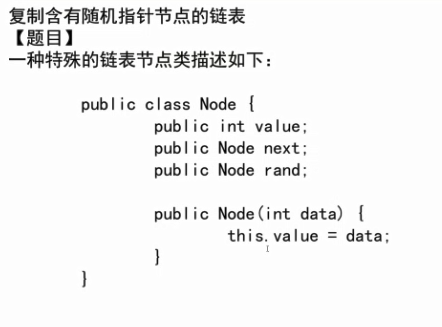 复制含有随机指针节点的链表
【题目】
一种特殊的链表节点类描述如下：
public class Node {
public int value;
public Node next;
public Node rand;
public Node(int data) {
this.value = data;
}
}